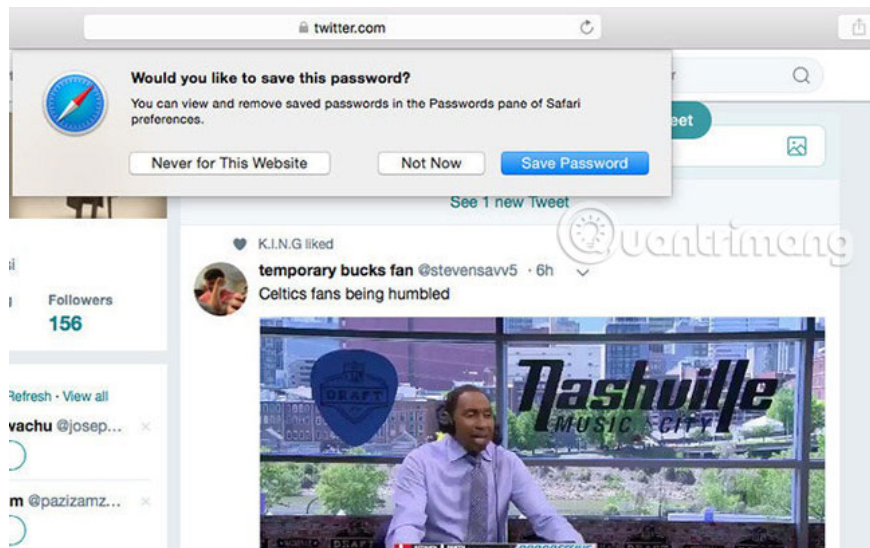 twitter.com
Would you like to save this password?
You can view and remove saved passwords in the Passwords pane of Safari
preferences.
Never for This Website
Not Now
Save Password
eet
See 1 new Tweet
Quantrimang
K.I.N.G liked
temporary bucks fan @stevensavv5 · 6h
Celtics fans being humbled
Followers
156
Refresh · View all
wachu @josep...
m @pazizamz...
DRAFT
Nashville
MUSIC CITY